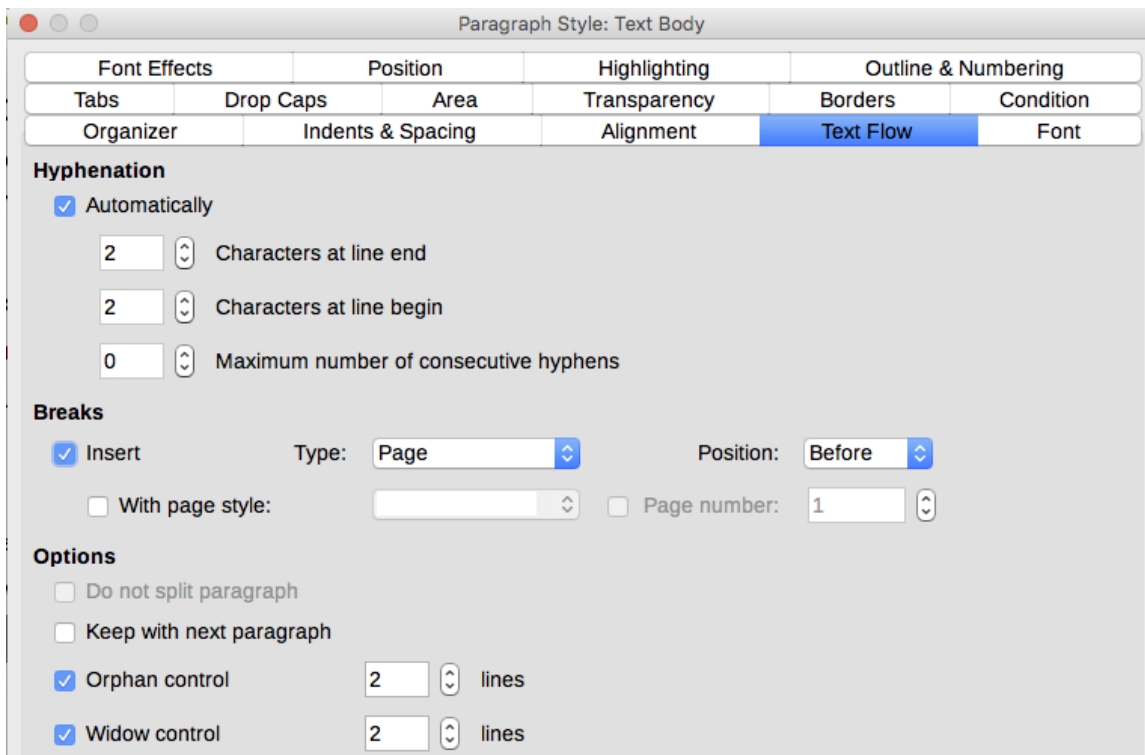 Paragraph Style: Text Body
Font Effects Position Highlighting Outline & Numbering
Tabs Drop Caps Area Transparency Borders Condition
Organizer Indents & Spacing Alignment Text Flow Font
Hyphenation
Automatically
2 Characters at line end
2 Characters at line begin
0 Maximum number of consecutive hyphens
Breaks
Insert Type: Page Position: Before
With page style: Page number: 1
Options
Do not split paragraph
Keep with next paragraph
Orphan control 2 lines
Widow control 2 lines